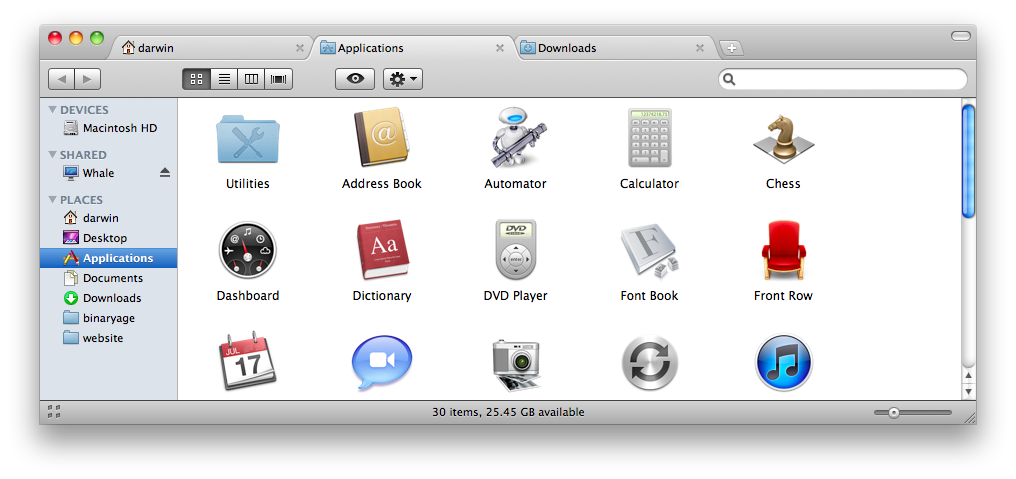 darwin
Applications
Downloads
DEVICES
Macintosh HD
SHARED
Whale
PLACES
darwin
Desktop
Applications
Documents
Downloads
binaryage
website
Utilities
Address Book
Automator
Calculator
Chess
Dashboard
Dictionary
DVD Player
Font Book
Front Row
@
Aa
DVD
F
JUL
17
30 items, 25.45 GB available